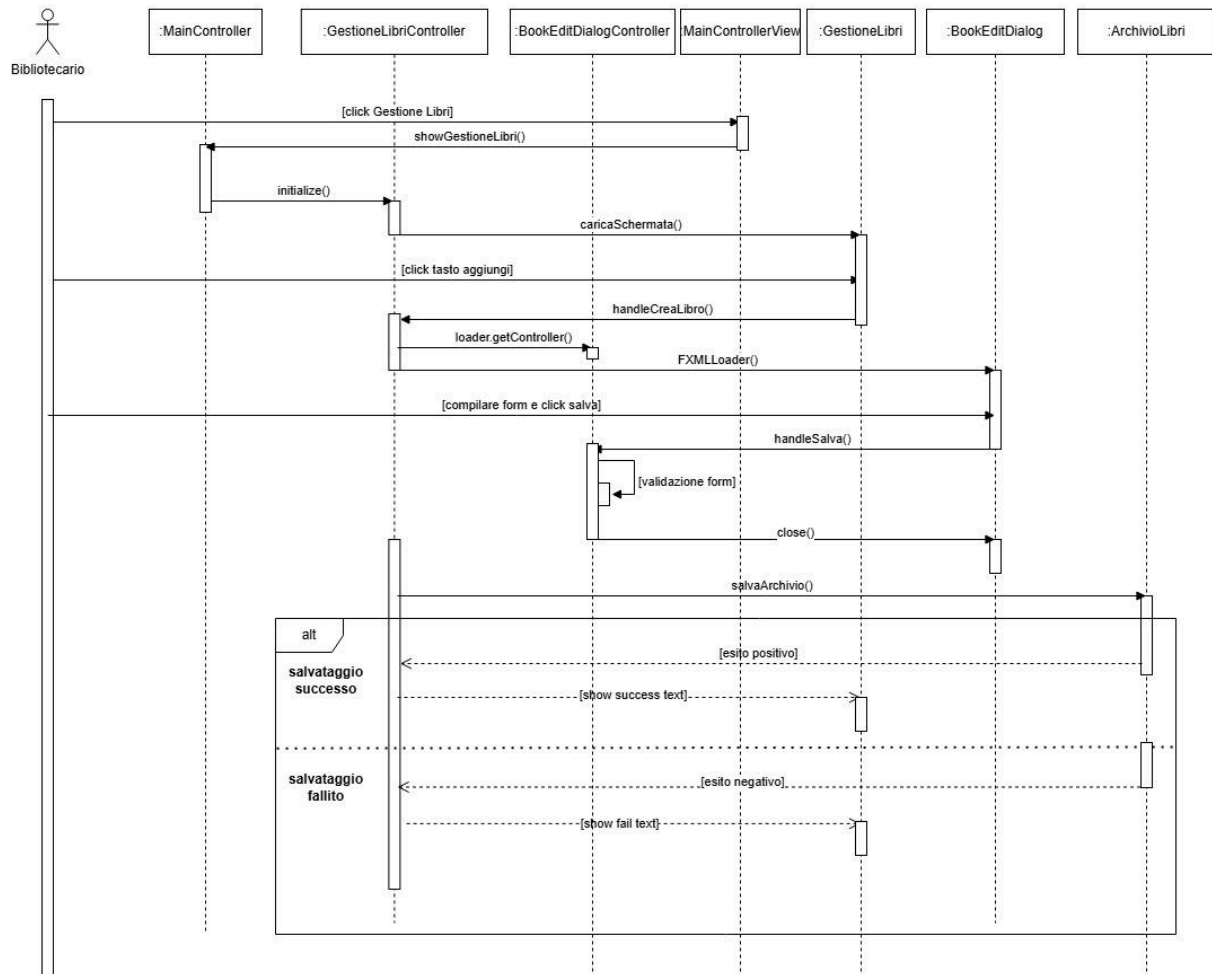 :MainController
:GestioneLibriController
:BookEditDialogController
:MainControllerView
:GestioneLibri
:BookEditDialog
:ArchivioLibri
Bibliotecario
[click Gestione Libri]
showGestioneLibri()
initialize()
caricaSchermata()
[click tasto aggiungi]
handleCreaLibro()
loader.getController()
FXMLLoader()
[compilare form e click salva]
handleSalva()
[validazione form]
close()
salvaArchivio()
alt
[esito positivo]
salvataggio
successo
[show success text]
salvataggio
fallito
[esito negativo]
[show fail text]